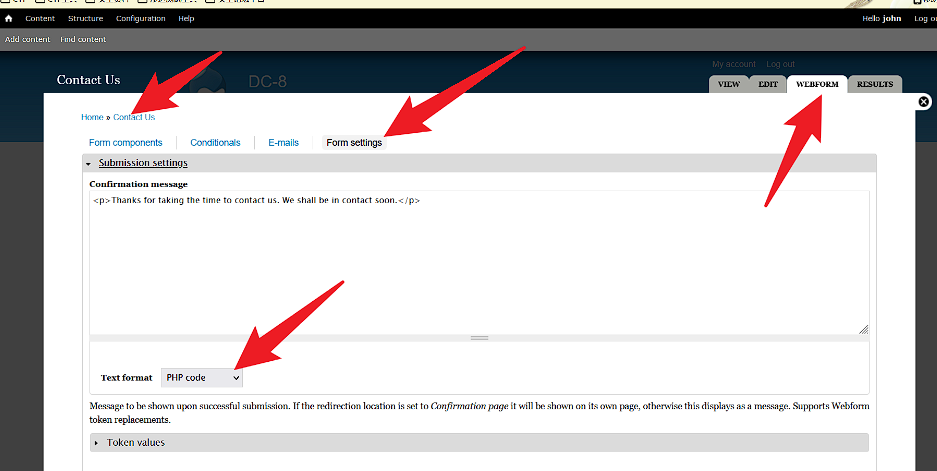 Content Structure Configuration Help Hello john Log ou
Add content Find content
My account Log out
Contact Us DC-8
VIEW EDIT WEBFORM RESULTS
Home » Contact Us
Form components Conditionals E-mails Form settings
Submission settings
Confirmation message
<p>Thanks for taking the time to contact us. We shall be in contact soon.</p>
Text format PHP code
Message to be shown upon successful submission. If the redirection location is set to Confirmation page it will be shown on its own page, otherwise this displays as a message. Supports Webform
token replacements.
Token values